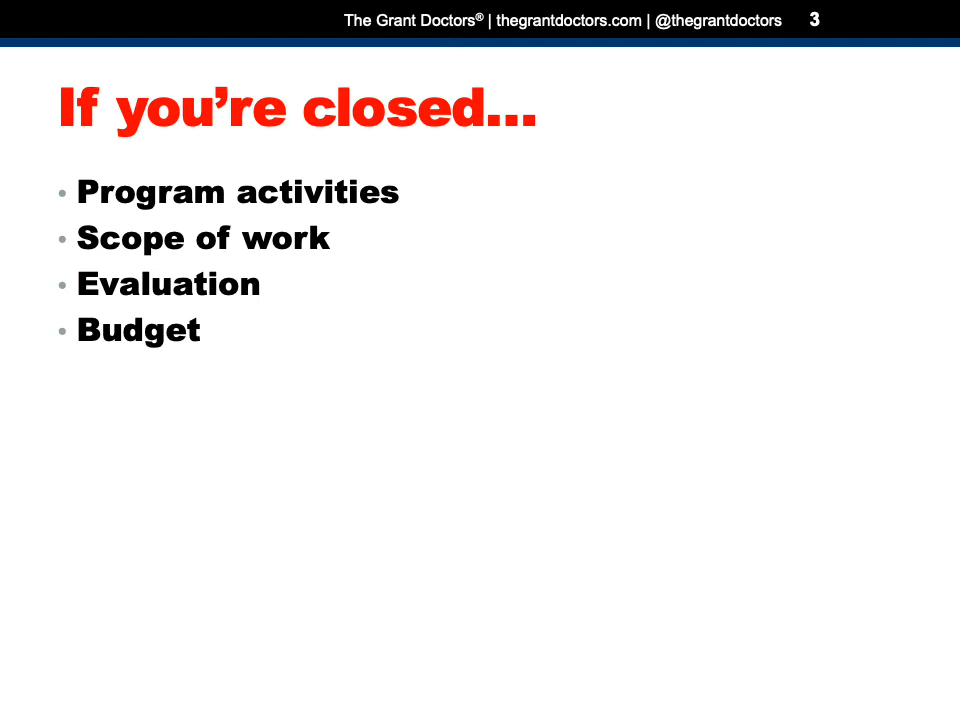 The Grant Doctors® | thegrantdoctors.com | @thegrantdoctors 3
If you’re closed…
• Program activities
• Scope of work
• Evaluation
• Budget